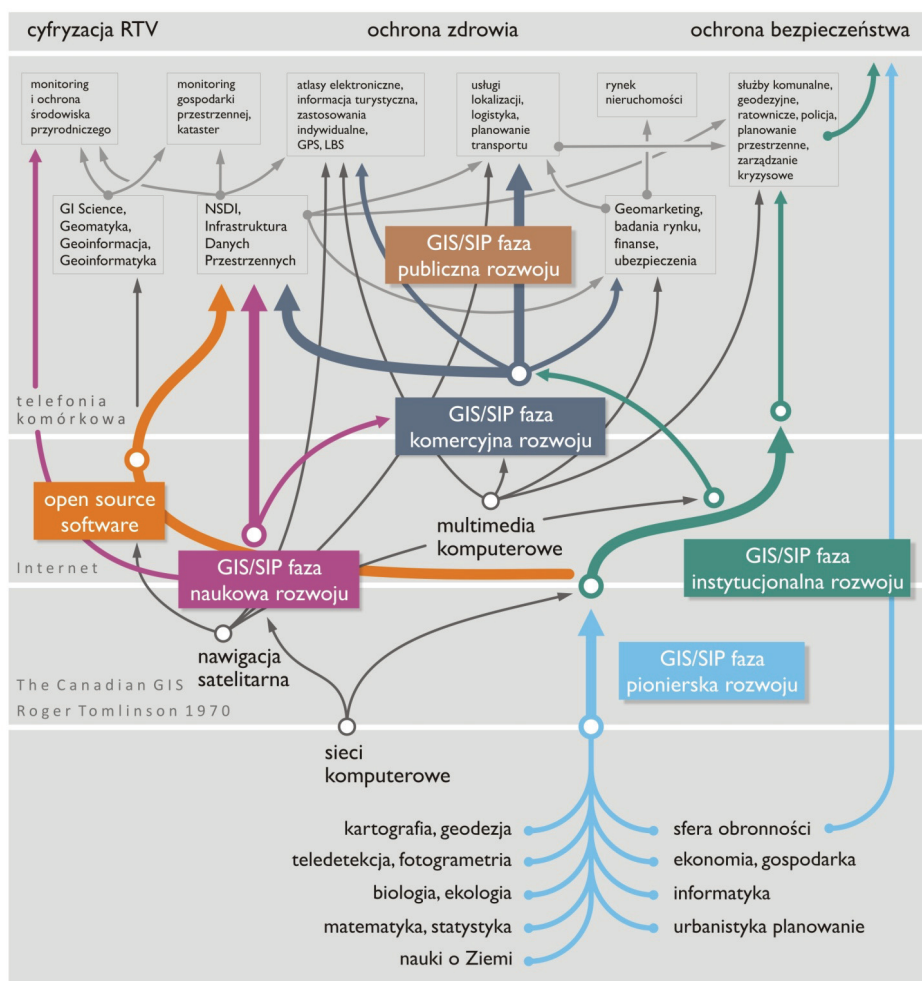 cyfryzacja RTV
ochrona zdrowia
ochrona bezpieczeństwa
monitoring
i ochrona
środowiska
przyrodniczego
monitoring
gospodarki
przestrzennej,
kataster
atlasy elektroniczne,
informacja turystyczna,
zastosowania
indywidualne,
GPS, LBS
usługi
lokalizacji,
logistyka,
planowanie
transportu
rynek
nieruchomości
służby komunalne,
geodezyjne,
ratownicze, policja,
planowanie
przestrzenne,
zarządzanie
kryzysowe
GI Science,
Geomatyka,
Geoinformacja,
Geoinformatyka
NSDI,
Infrastruktura
Danych
Przestrzennych
Geomarketing,
badania rynku,
finanse,
ubezpieczenia
GIS/SIP faza
publiczna rozwoju
telefonia
komórkowa
GIS/SIP faza
komercyjna rozwoju
open source
software
multimedia
komputerowe
Internet
GIS/SIP faza
naukowa rozwoju
GIS/SIP faza
instytucjonalna rozwoju
nawigacja
satelitarna
GIS/SIP faza
pionierska rozwoju
The Canadian GIS
Roger Tomlinson 1970
sieci
komputerowe
kartografia, geodezja
sfera obronności
teledetekcja, fotogrametria
ekonomia, gospodarka
biologia, ekologia
informatyka
matematyka, statystyka
urbanistyka planowanie
nauki o Ziemi